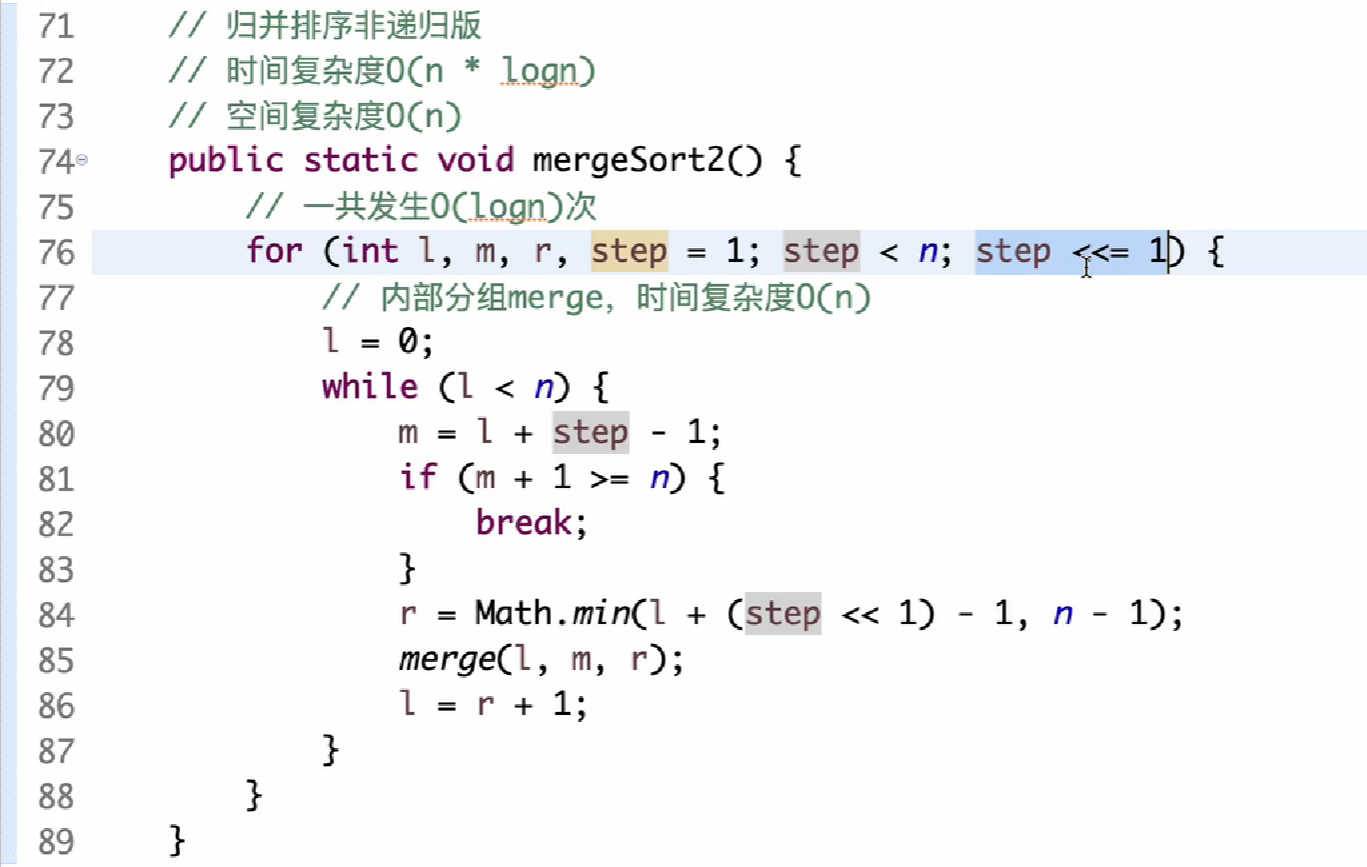 71 // 归并排序非递归版
72 // 时间复杂度O(n * logn)
73 // 空间复杂度O(n)
74 public static void mergeSort2() {
75 // 一共发生O(logn)次
76 for (int l, m, r, step = 1; step < n; step <<= 1) {
77 // 内部分组merge, 时间复杂度O(n)
78 l = 0;
79 while (l < n) {
80 m = l + step - 1;
81 if (m + 1 >= n) {
82 break;
83 }
84 r = Math.min(l + (step << 1) - 1, n - 1);
85 merge(l, m, r);
86 l = r + 1;
87 }
88 }
89 }